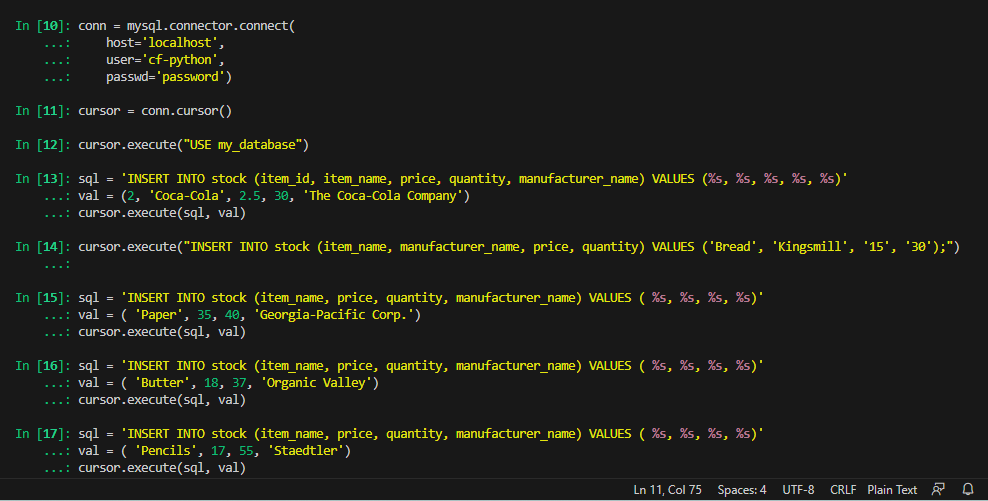 In [10]: conn = mysql.connector.connect(
    ...:     host='localhost',
    ...:     user='cf-python',
    ...:     passwd='password')
In [11]: cursor = conn.cursor()
In [12]: cursor.execute("USE my_database")
In [13]: sql = 'INSERT INTO stock (item_id, item_name, price, quantity, manufacturer_name) VALUES (%s, %s, %s, %s, %s)'
    ...: val = (2, 'Coca-Cola', 2.5, 30, 'The Coca-Cola Company')
    ...: cursor.execute(sql, val)
In [14]: cursor.execute("INSERT INTO stock (item_name, manufacturer_name, price, quantity) VALUES ('Bread', 'Kingsmill', '15', '30');")
    ...:
In [15]: sql = 'INSERT INTO stock (item_name, price, quantity, manufacturer_name) VALUES ( %s, %s, %s, %s)'
    ...: val = ( 'Paper', 35, 40, 'Georgia-Pacific Corp.')
    ...: cursor.execute(sql, val)
In [16]: sql = 'INSERT INTO stock (item_name, price, quantity, manufacturer_name) VALUES ( %s, %s, %s, %s)'
    ...: val = ( 'Butter', 18, 37, 'Organic Valley')
    ...: cursor.execute(sql, val)
In [17]: sql = 'INSERT INTO stock (item_name, price, quantity, manufacturer_name) VALUES ( %s, %s, %s, %s)'
    ...: val = ( 'Pencils', 17, 55, 'Staedtler')
    ...: cursor.execute(sql, val)
Ln 11, Col 75 Spaces: 4 UTF-8 CRLF Plain Text